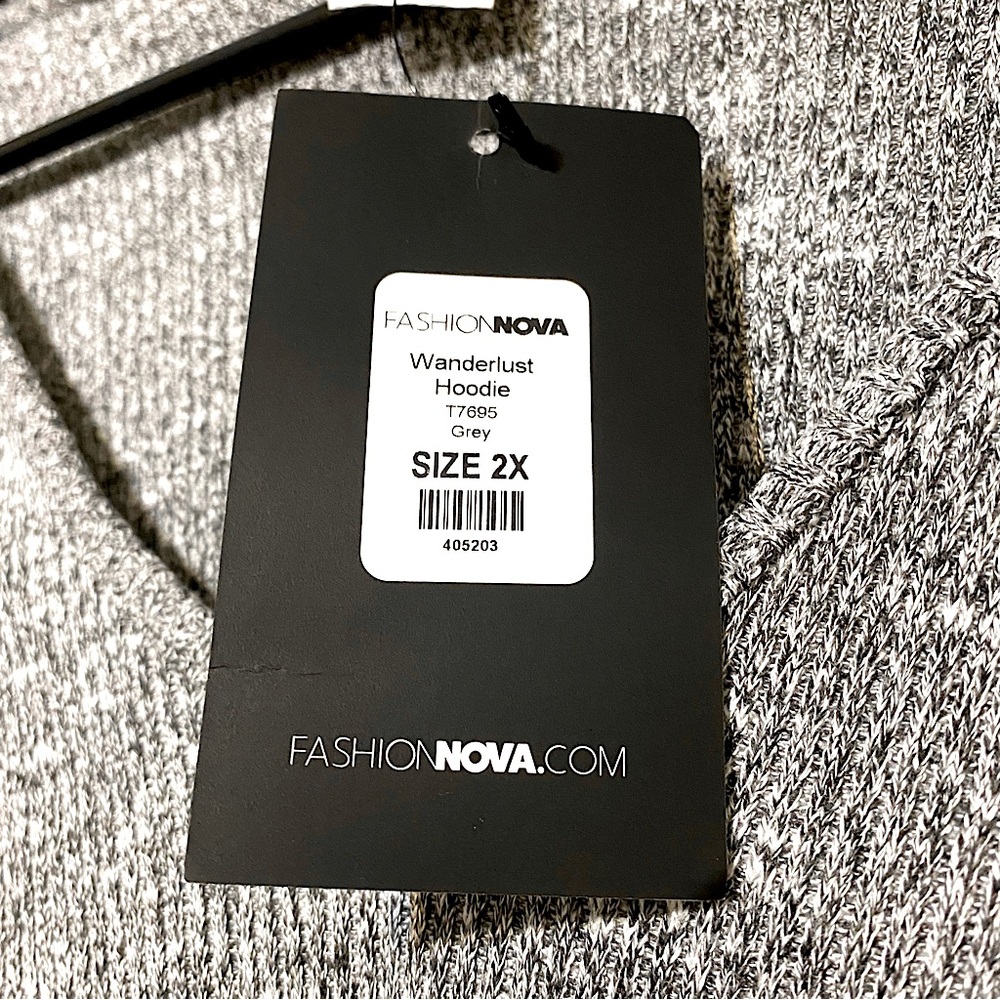 FASHIONNOVA
Wanderlust
Hoodie
T7695
Grey
SIZE 2X
405203
FASHIONNOVA.COM